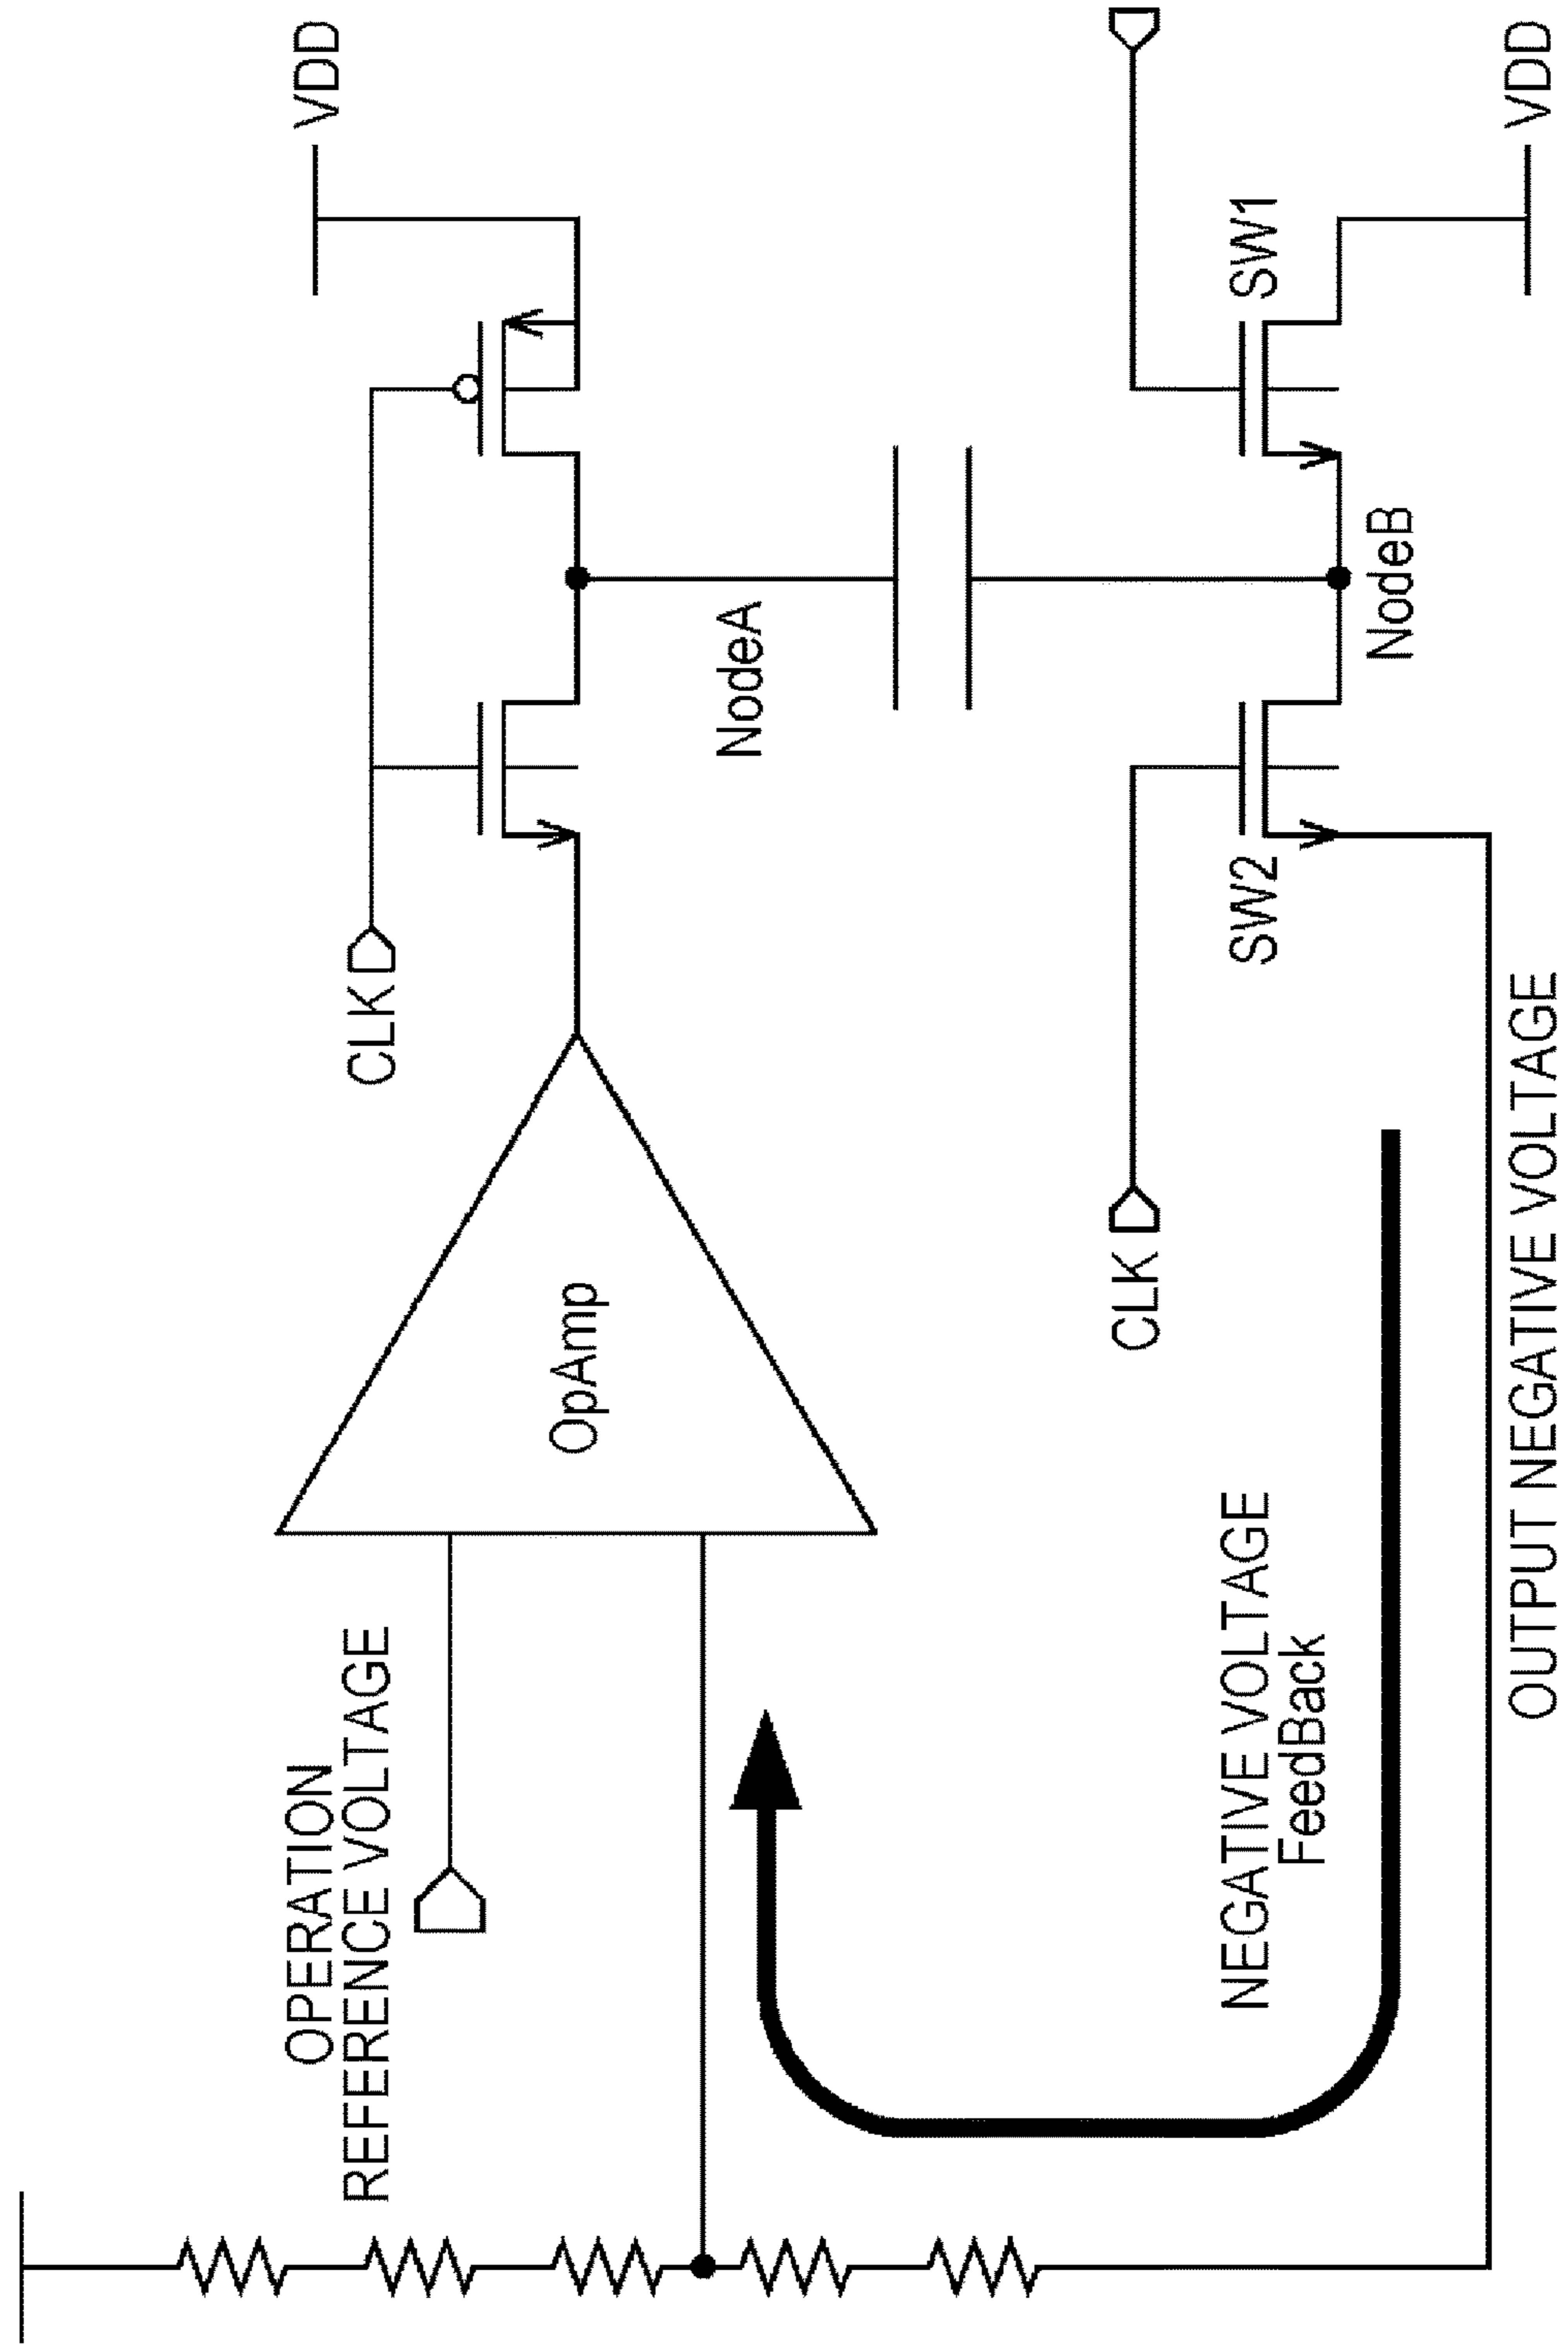 OPERATION
REFERENCE VOLTAGE
CLK
VDD
OpAmp
NodeA
CLK
NEGATIVE VOLTAGE
FeedBack
SW2
SW1
NodeB
OUTPUT NEGATIVE VOLTAGE
VDD